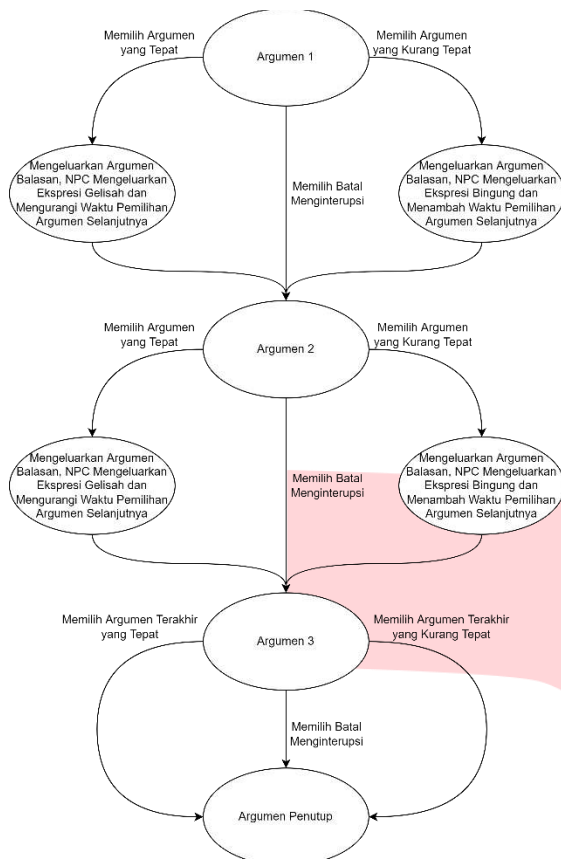 Memilih Argumen
yang Tepat
Argumen 1
Memilih Argumen
yang Kurang Tepat
Mengeluarkan Argumen
Balasan, NPC Mengeluarkan
Ekspresi Gelisah dan
Mengurangi Waktu Pemilihan
Argumen Selanjutnya
Memilih Batal
Menginterupsi
Mengeluarkan Argumen
Balasan, NPC Mengeluarkan
Ekspresi Bingung dan
Menambah Waktu Pemilihan
Argumen Selanjutnya
Memilih Argumen
yang Tepat
Argumen 2
Memilih Argumen
yang Kurang Tepat
Mengeluarkan Argumen
Balasan, NPC Mengeluarkan
Ekspresi Gelisah dan
Mengurangi Waktu Pemilihan
Argumen Selanjutnya
Memilih Batal
Menginterupsi
Mengeluarkan Argumen
Balasan, NPC Mengeluarkan
Ekspresi Bingung dan
Menambah Waktu Pemilihan
Argumen Selanjutnya
Memilih Argumen Terakhir
yang Tepat
Argumen 3
Memilih Argumen Terakhir
yang Kurang Tepat
Memilih Batal
Menginterupsi
Argumen Penutup